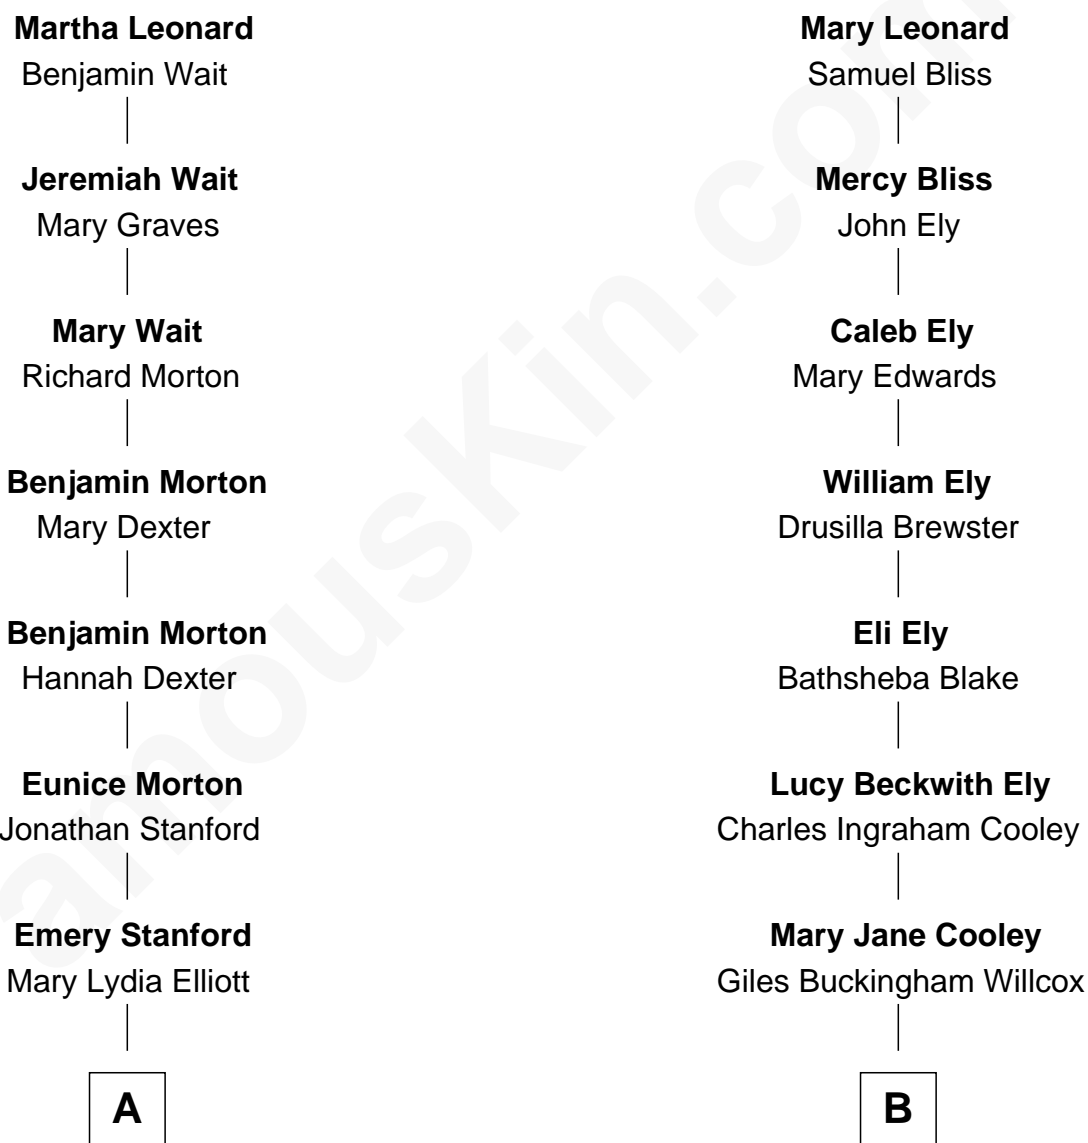 Martha Leonard
Benjamin Wait
Jeremiah Wait
Mary Graves
Mary Wait
Richard Morton
Benjamin Morton
Mary Dexter
Benjamin Morton
Hannah Dexter
Eunice Morton
Jonathan Stanford
Emery Stanford
Mary Lydia Elliott
A
Mary Leonard
Samuel Bliss
Mercy Bliss
John Ely
Caleb Ely
Mary Edwards
William Ely
Drusilla Brewster
Eli Ely
Bathsheba Blake
Lucy Beckwith Ely
Charles Ingraham Cooley
Mary Jane Cooley
Giles Buckingham Willcox
B
amousKin.com